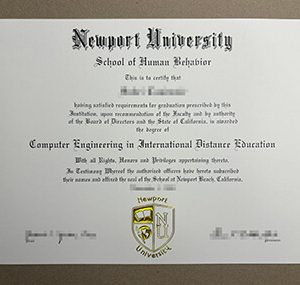 Newport University
School of Human Behavior
This is to certify that
having satisfied requirements for graduation prescribed by this
Institution, upon recommendation of the Faculty and by authority
of the Board of Directors and the State of California, is awarded
the degree of
Computer Engineering in International Distance Education
With all Rights, Honors and Privileges appertaining thereto,
In Testimony Whereof the authorized officers have hereto subscribed
their names and affixed the seal of the School at Newport Beach, California.
Newport
NU
University